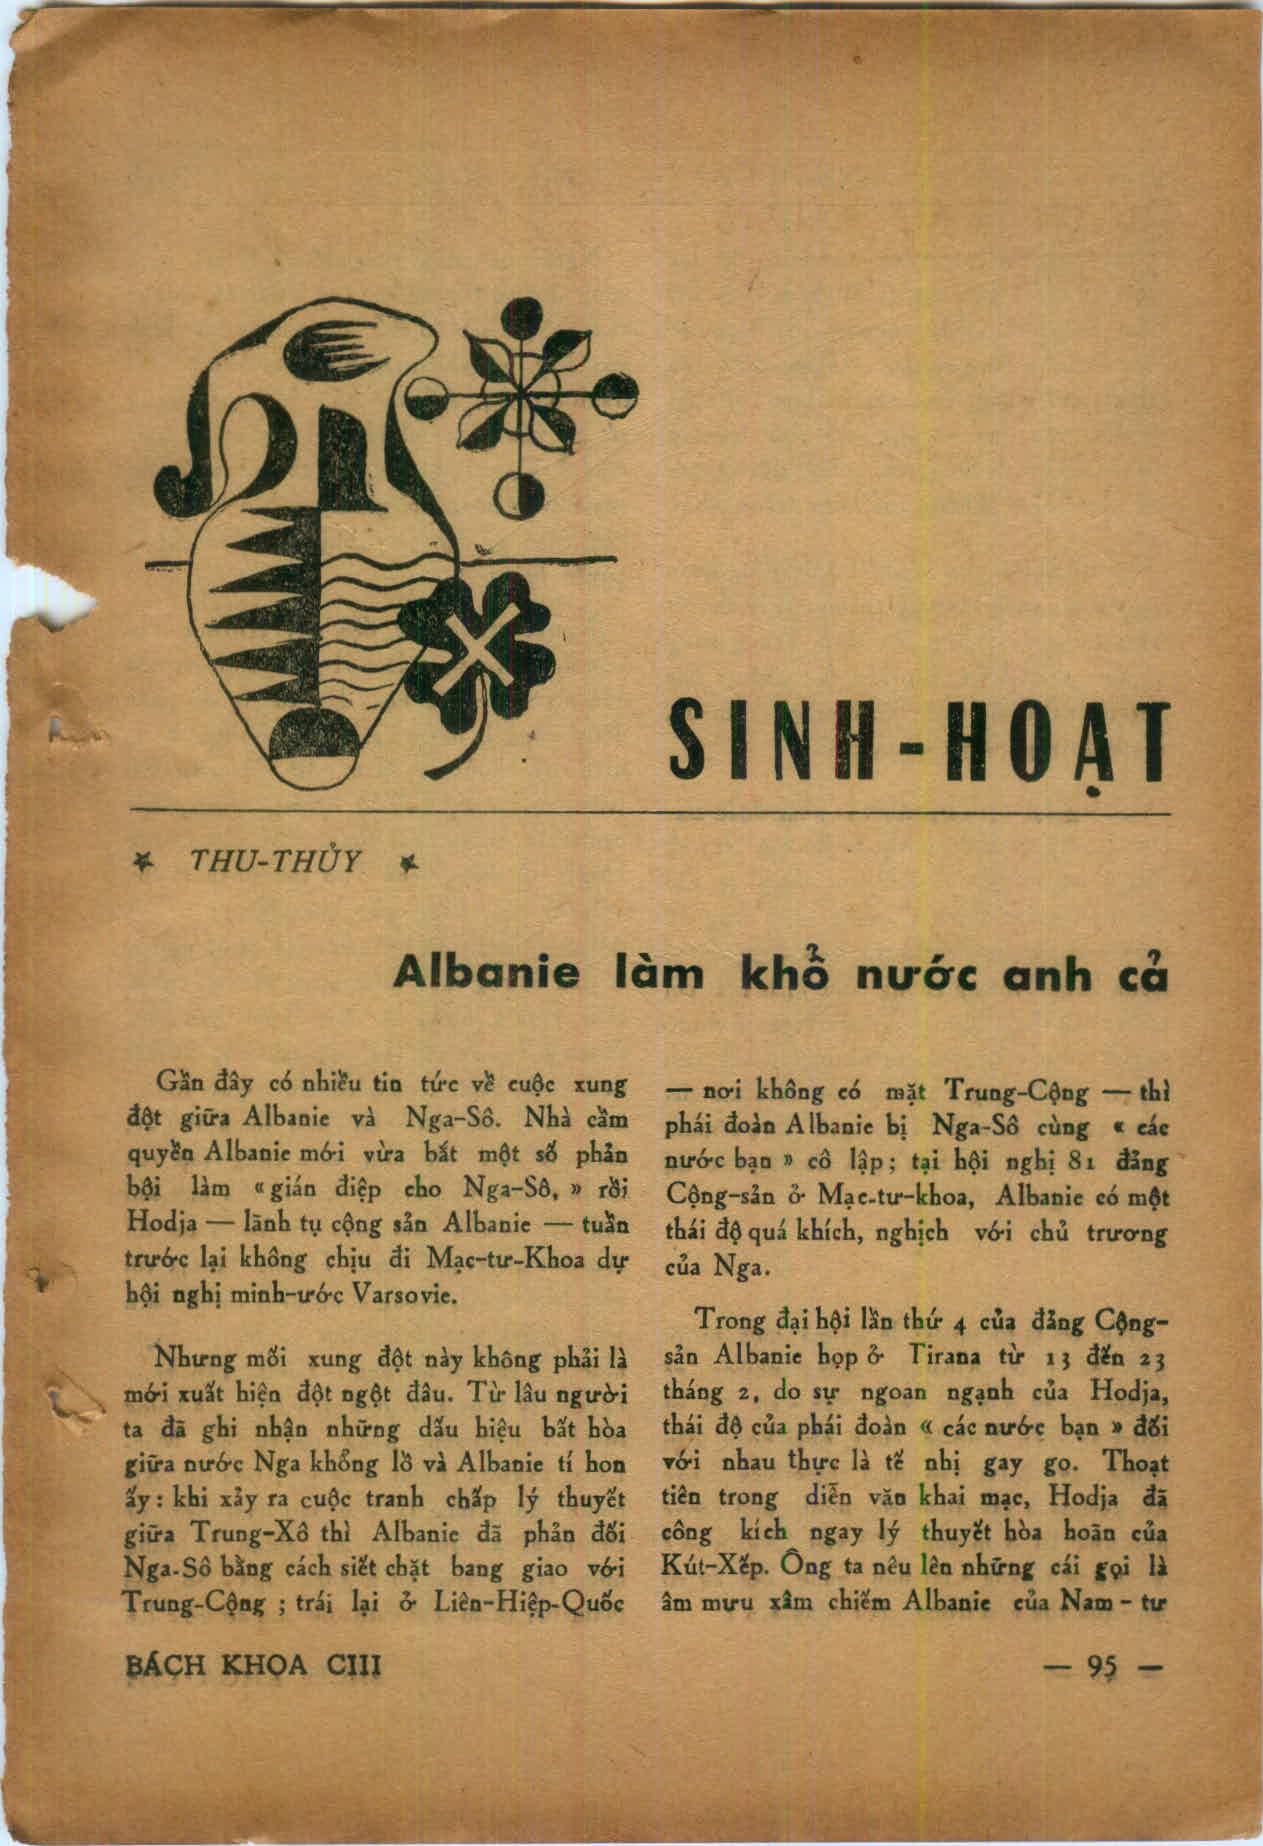 SINH-HOẠT
THU-THỦY
Albanie làm khổ nước anh cả
Gần đây có nhiều tin tức về cuộc xung
đột giữa Albanie và Nga-Sô. Nhà cầm
quyền Albanie mới vừa bắt một số phản
bội làm « gián điệp cho Nga-Sô, » rồi
Hodja — lãnh tụ cộng sản Albanie — tuần
trước lại không chịu đi Mạc-tư-Khoa dự
hội nghị minh-ước Varsovie.
Nhưng mối xung đột này không phải là
mới xuất hiện đột ngột đâu. Từ lâu người
ta đã ghi nhận những dấu hiệu bất hòa
giữa nước Nga khổng lồ và Albanie tí hon
ấy : khi xảy ra cuộc tranh chấp lý thuyết
giữa Trung-Xô thì Albanie đã phản đối
Nga-Sô bằng cách siết chặt bang giao với
Trung-Cộng ; trái lại ở Liên-Hiệp-Quốc
— nơi không có mặt Trung-Cộng — thì
phái đoàn Albanie bị Nga-Sô cùng « các
nước bạn » cô lập ; tại hội nghị 81 đảng
Cộng-sản ở Mạc-tư-khoa, Albanie có một
thái độ quá khích, nghịch với chủ trương
của Nga.
Trong đại hội lần thứ 4 của đảng Cộng-
sản Albanie họp ở Tirana từ 13 đến 23
tháng 2, do sự ngoan ngạnh của Hodja,
thái độ của phái đoàn « các nước bạn » đối
với nhau thực là tế nhị gay go. Thoạt
tiên trong diễn văn khai mạc, Hodja đã
công kích ngay lý thuyết hòa hoãn của
Kút-Xếp. Ông ta nêu lên những cái gọi là
âm mưu xâm chiếm Albanie của Nam - tư
BÁCH KHOA CIII
— 95 —